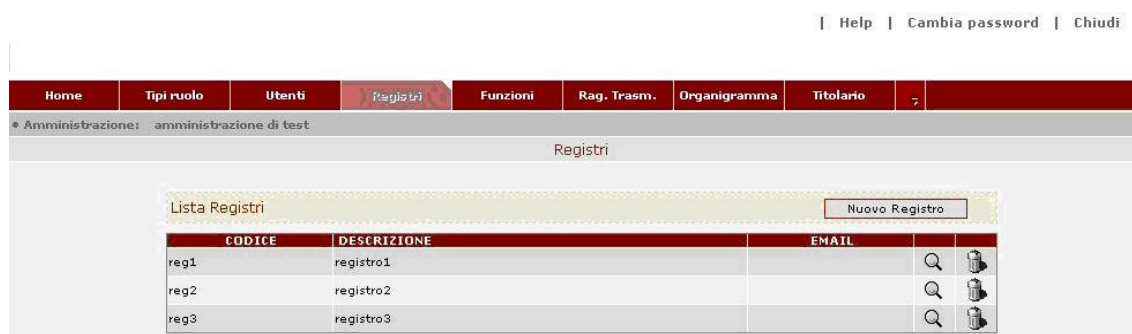 | Help | Cambia password | Chiudi
Home Tipi ruolo Utenti Registri Funzioni Rag. Trasm. Organigramma Titolario
• Amministrazione: amministrazione di test
Registri
Lista Registri Nuovo Registro
CODICE DESCRIZIONE EMAIL
reg1 registro1
reg2 registro2
reg3 registro3